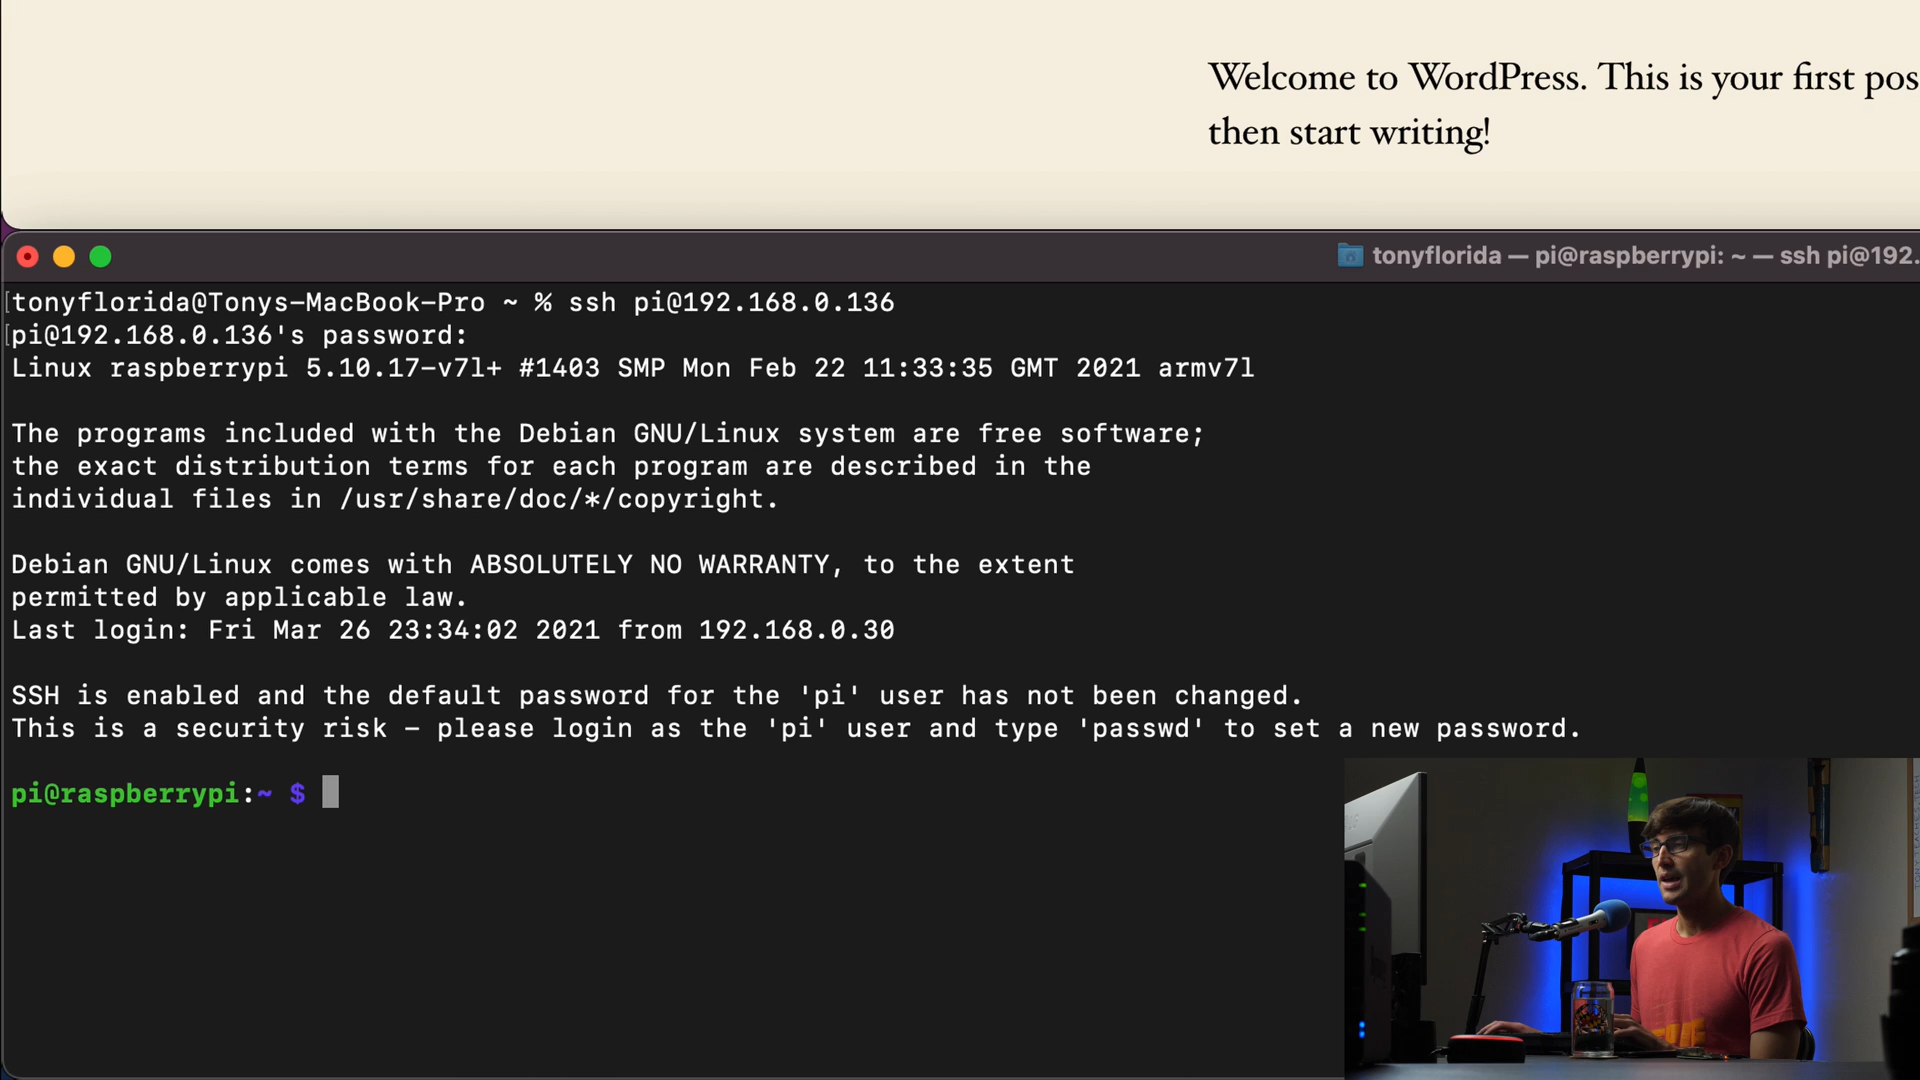 Welcome to WordPress. This is your first pos
then start writing!
tonyflorida — pi@raspberrypi: ~ — ssh pi@192.
[tonyflorida@Tonys-MacBook-Pro ~ % ssh pi@192.168.0.136
[pi@192.168.0.136's password:
Linux raspberrypi 5.10.17-v7l+ #1403 SMP Mon Feb 22 11:33:35 GMT 2021 armv7l
The programs included with the Debian GNU/Linux system are free software;
the exact distribution terms for each program are described in the
individual files in /usr/share/doc/*/copyright.
Debian GNU/Linux comes with ABSOLUTELY NO WARRANTY, to the extent
permitted by applicable law.
Last login: Fri Mar 26 23:34:02 2021 from 192.168.0.30
SSH is enabled and the default password for the 'pi' user has not been changed.
This is a security risk – please login as the 'pi' user and type 'passwd' to set a new password.
pi@raspberrypi:~ $